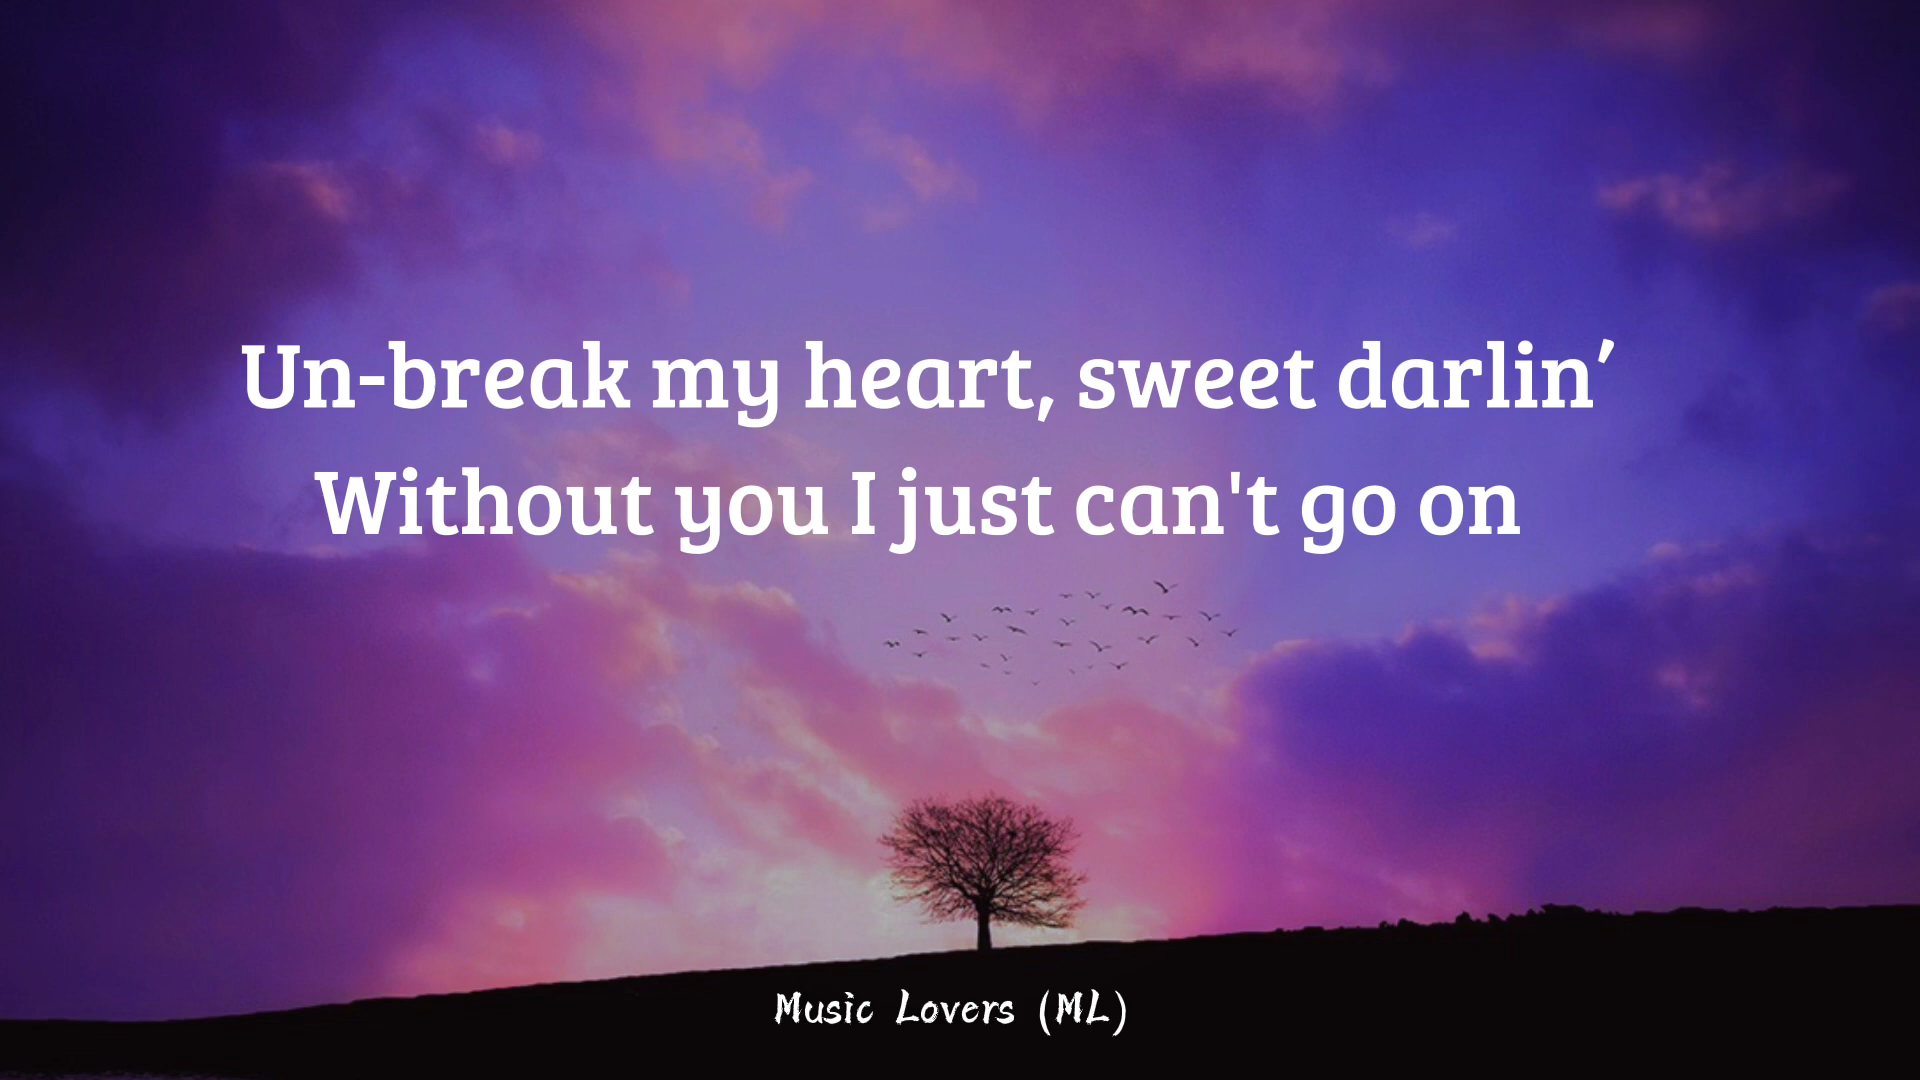 Un-break my heart, sweet darlin’
Without you I just can't go on
Music Lovers (ML)